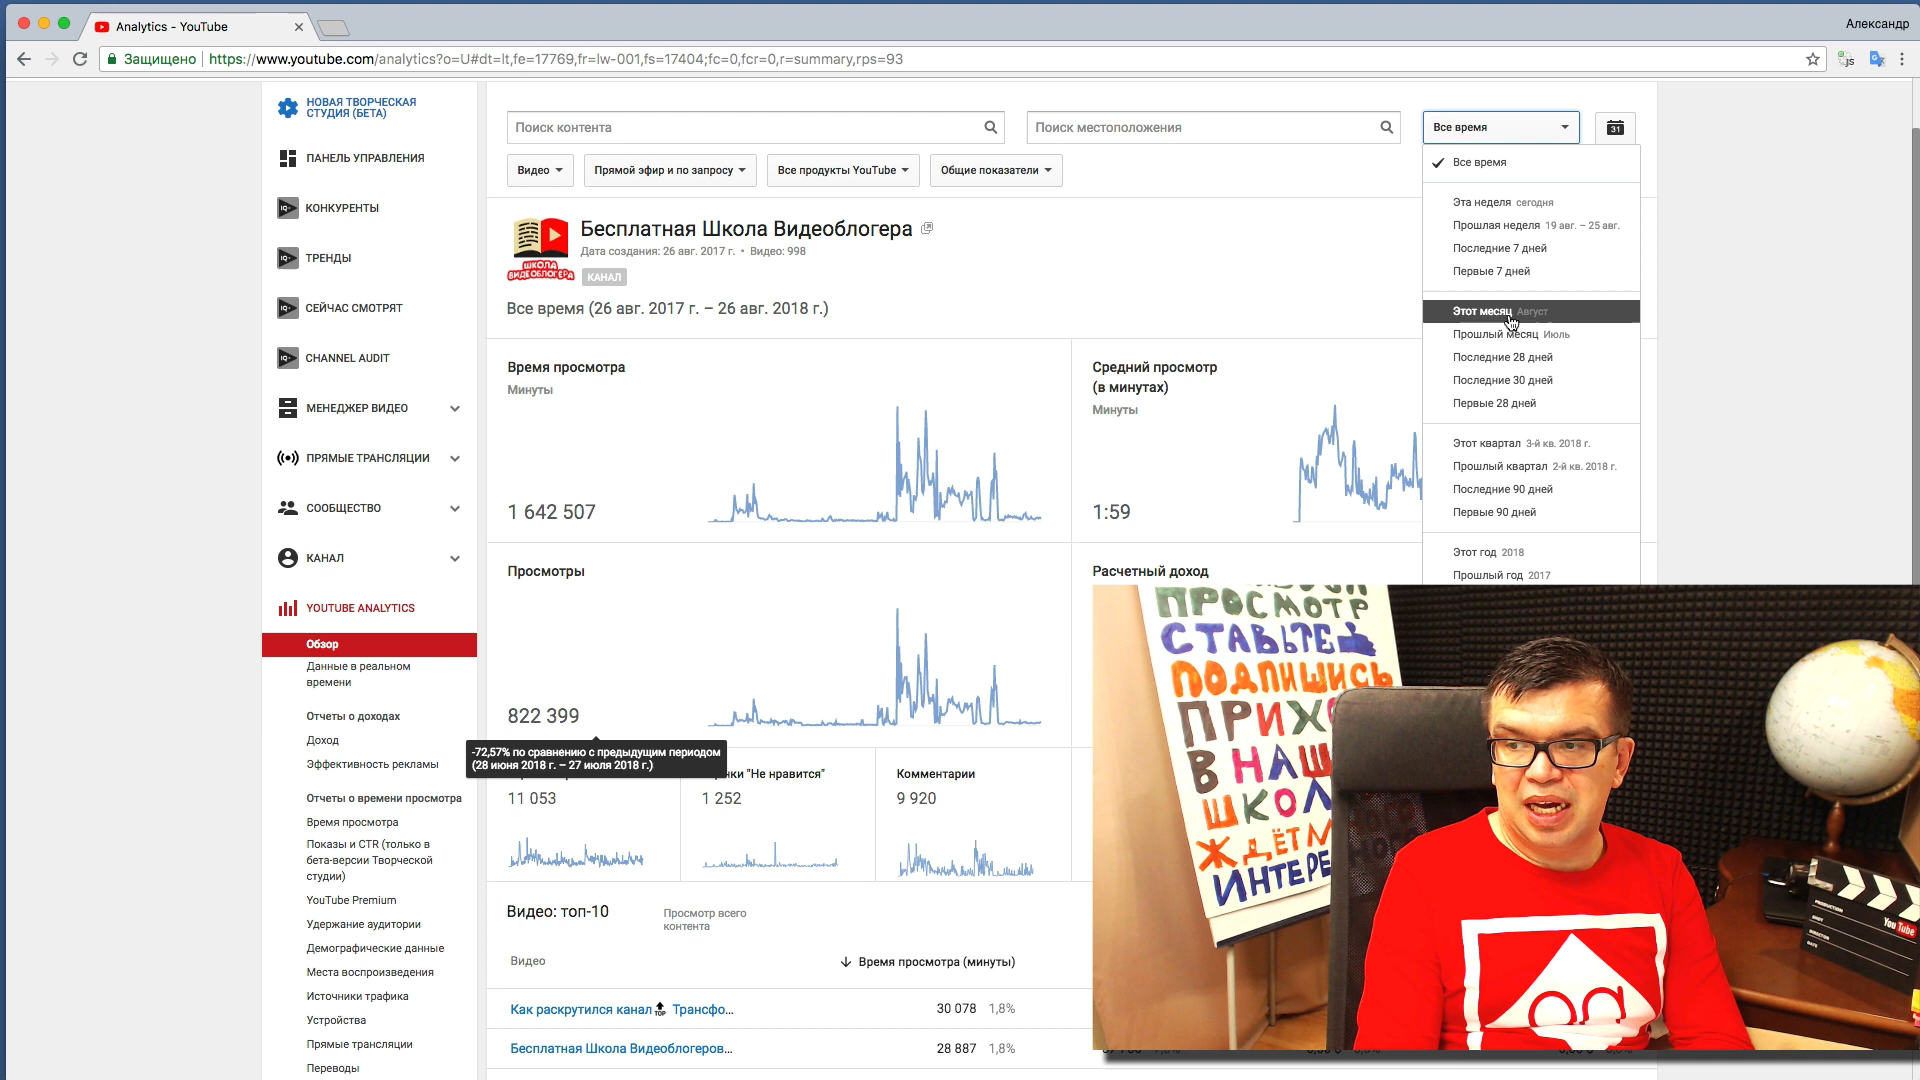 Analytics - YouTube
Александр
Защищено
https://www.youtube.com/analytics?o=U#dt=lt,fe=17769,fr=lw-001,fs=17404;fc=0,fcr=0,r=summary,rps=93
НОВАЯ ТВОРЧЕСКАЯ
СТУДИЯ (БЕТА)
ПАНЕЛЬ УПРАВЛЕНИЯ
КОНКУРЕНТЫ
ТРЕНДЫ
СЕЙЧАС СМОТРЯТ
CHANNEL AUDIT
МЕНЕДЖЕР ВИДЕО
ПРЯМЫЕ ТРАНСЛЯЦИИ
СООБЩЕСТВО
КАНАЛ
YOUTUBE ANALYTICS
Обзор
Данные в реальном
времени
Отчеты о доходах
Доход
Эффективность рекламы
Отчеты о времени просмотра
Время просмотра
Показы и CTR (только в
бета-версии Творческой
студии)
YouTube Premium
Удержание аудитории
Демографические данные
Места воспроизведения
Источники трафика
Устройства
Прямые трансляции
Переводы
Поиск контента
Поиск местоположения
Все время
31
Видео
Прямой эфир и по запросу
Все продукты YouTube
Общие показатели
Бесплатная Школа Видеоблогера
Дата создания: 26 авг. 2017 г. • Видео: 998
КАНАЛ
ШКОЛА
ВИДЕОБЛОГЕРА
Все время (26 авг. 2017 г. – 26 авг. 2018 г.)
Время просмотра
Минуты
1 642 507
Средний просмотр
(в минутах)
Минуты
1:59
Просмотры
822 399
Расчетный доход
-72,57% по сравнению с предыдущим периодом
(28 июня 2018 г. – 27 июля 2018 г.)
11 053
"Не нравится"
1 252
Комментарии
9 920
Видео: топ-10
Просмотр всего
контента
Видео
Время просмотра (минуты)
Как раскрутился канал TOP Трансфо...
30 078 1,8%
Бесплатная Школа Видеоблогеров...
28 887 1,8%
Все время
Эта неделя сегодня
Прошлая неделя 19 авг. – 25 авг.
Последние 7 дней
Первые 7 дней
Этот месяц Август
Прошлый месяц Июль
Последние 28 дней
Последние 30 дней
Первые 28 дней
Этот квартал 3-й кв. 2018 г.
Прошлый квартал 2-й кв. 2018 г.
Последние 90 дней
Первые 90 дней
Этот год 2018
Прошлый год 2017
ПРОСМОТР
СТАВЬТЕ
ПОДПИШИСЬ
ПРИХО
В НАШ
ШКОЛ
ЖДЁТ
ИНТЕРЕ
PRODUCTION
DIRECTOR
DATE
YouTube